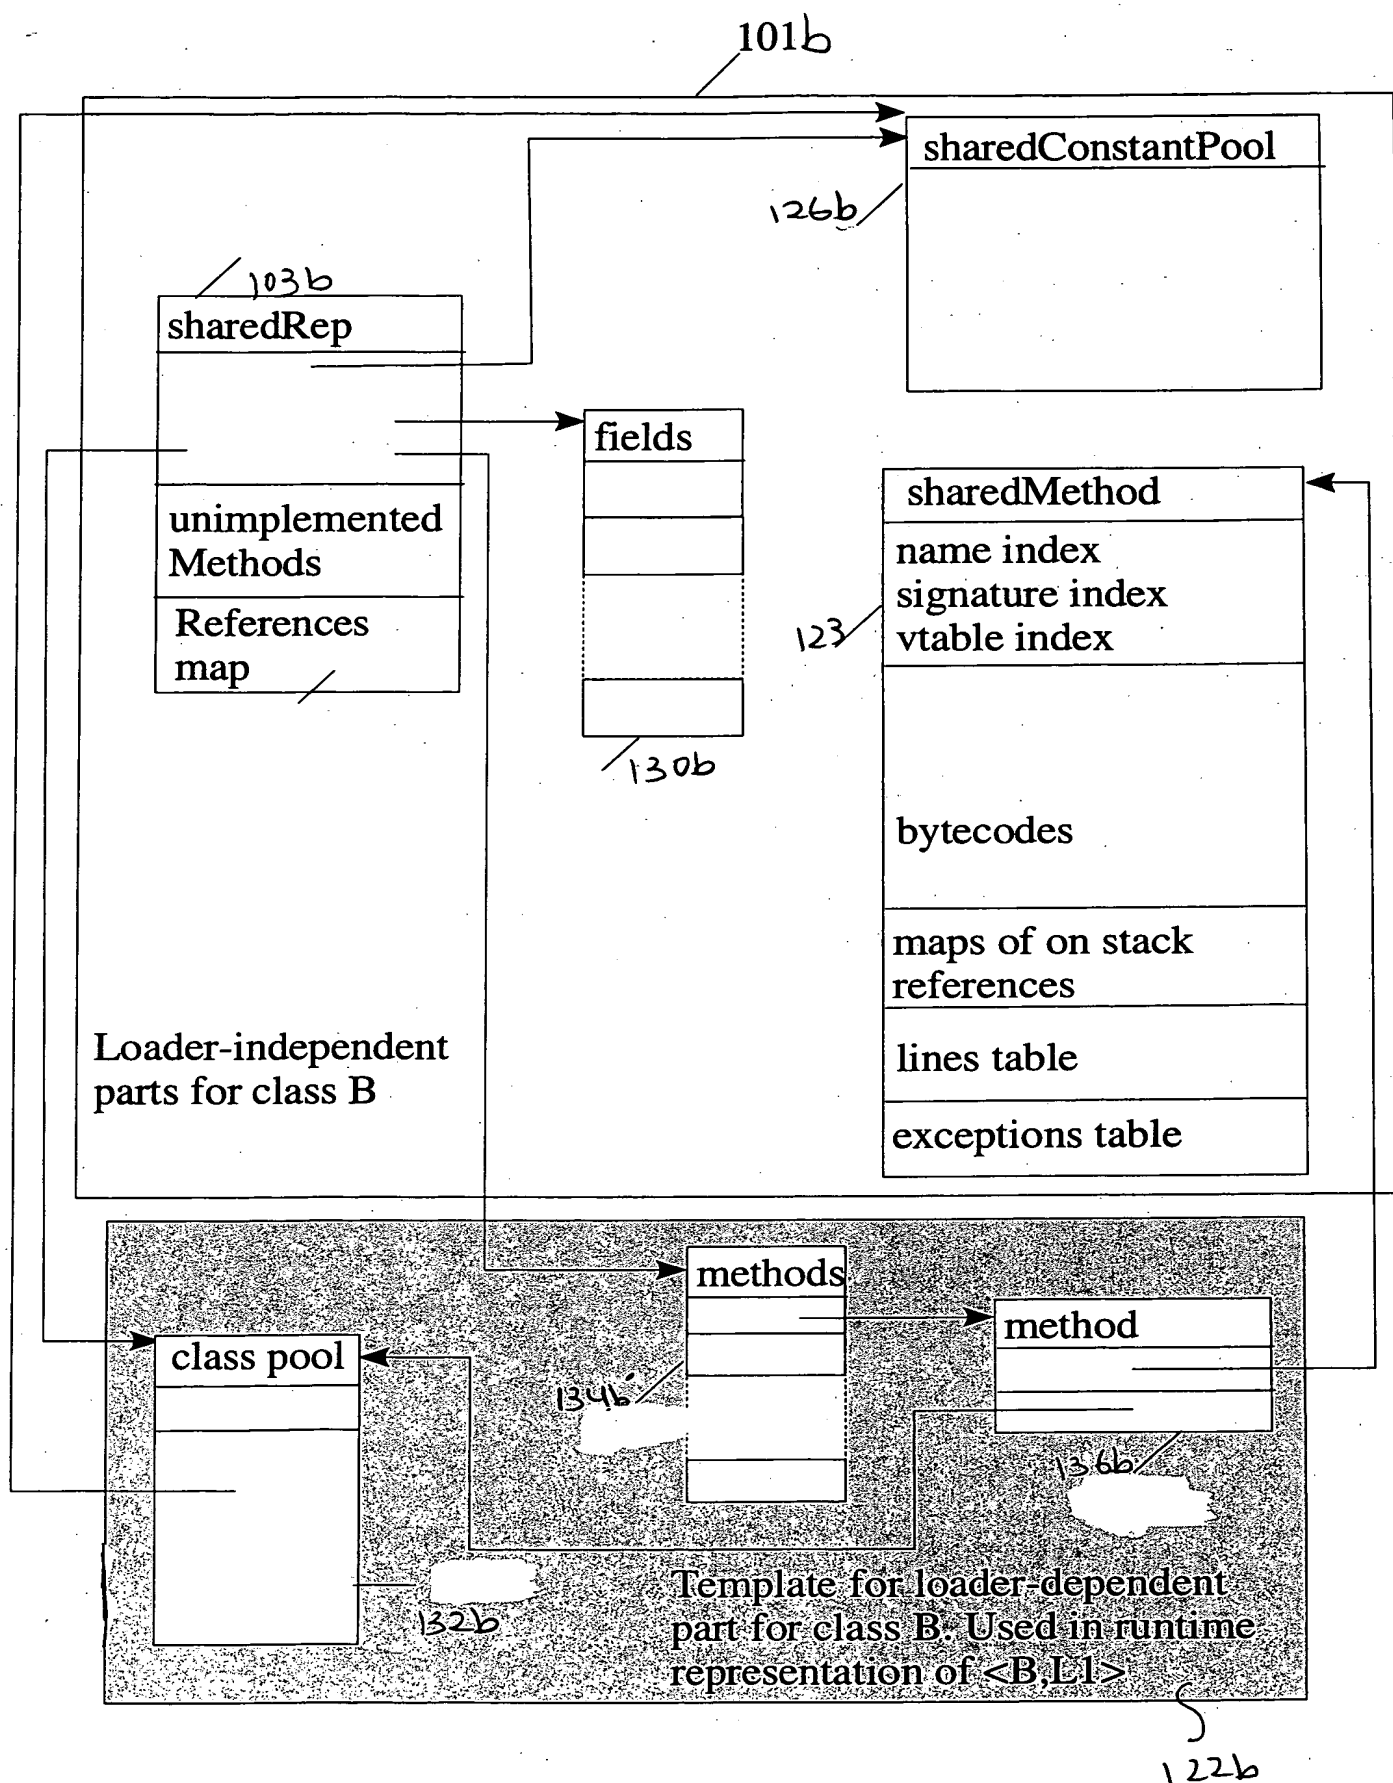 101b
sharedConstantPool
126b
103b
sharedRep
fields
sharedMethod
unimplemented
Methods
name index
signature index
vtable index
References
map
123
130b
bytecodes
maps of on stack
references
Loader-independent
parts for class B
lines table
exceptions table
methods
method
class pool
134b
136b
132b
Template for loader-dependent
part for class B. Used in runtime
representation of <B,L1>
122b